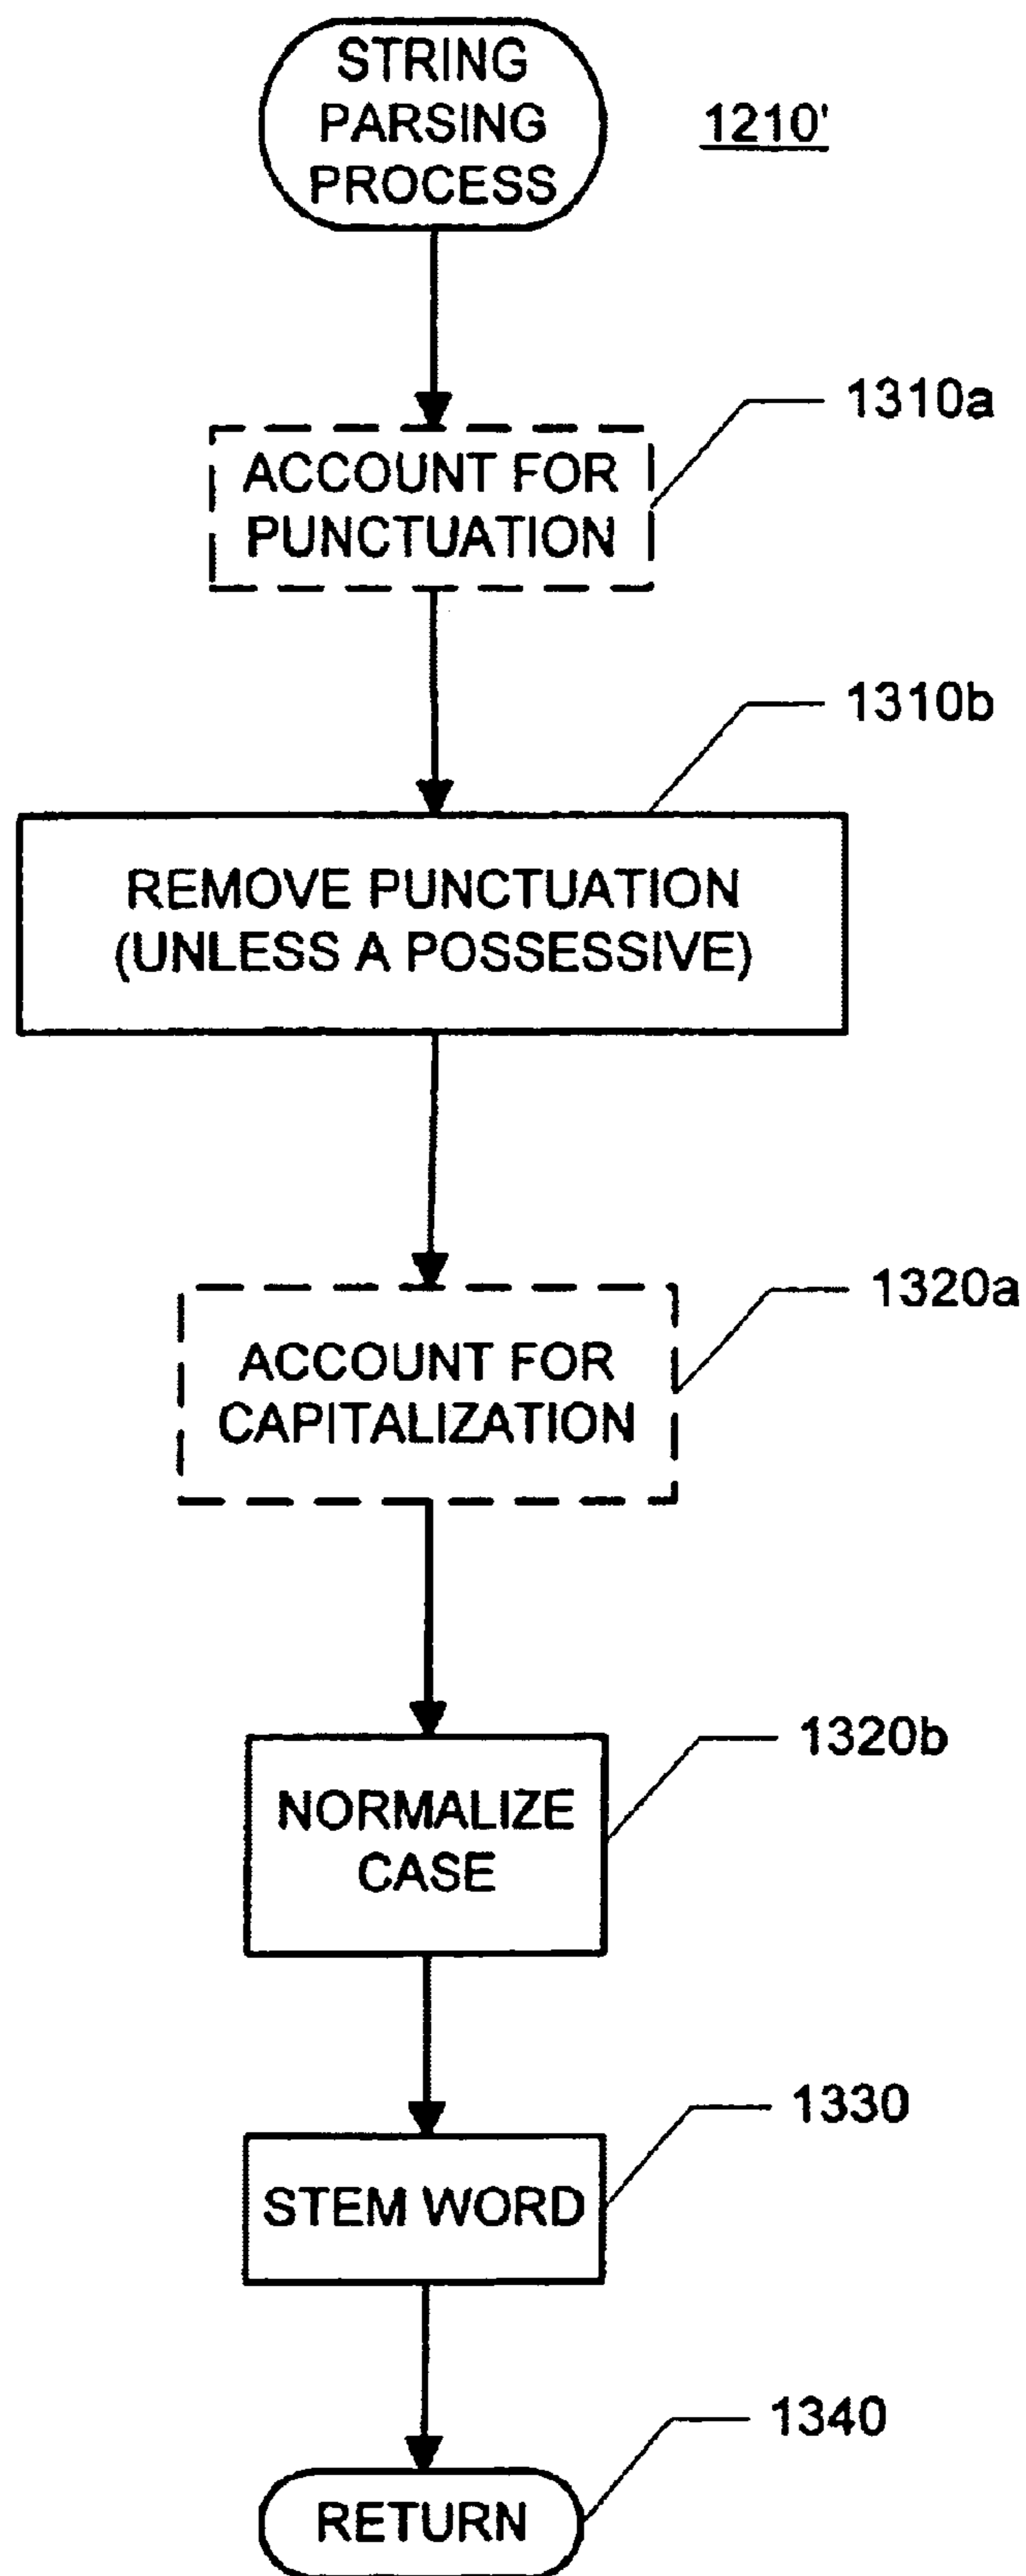 STRING
PARSING
PROCESS
1210'
1310a
ACCOUNT FOR
PUNCTUATION
1310b
REMOVE PUNCTUATION
(UNLESS A POSSESSIVE)
1320a
ACCOUNT FOR
CAPITALIZATION
1320b
NORMALIZE
CASE
1330
STEM WORD
1340
RETURN